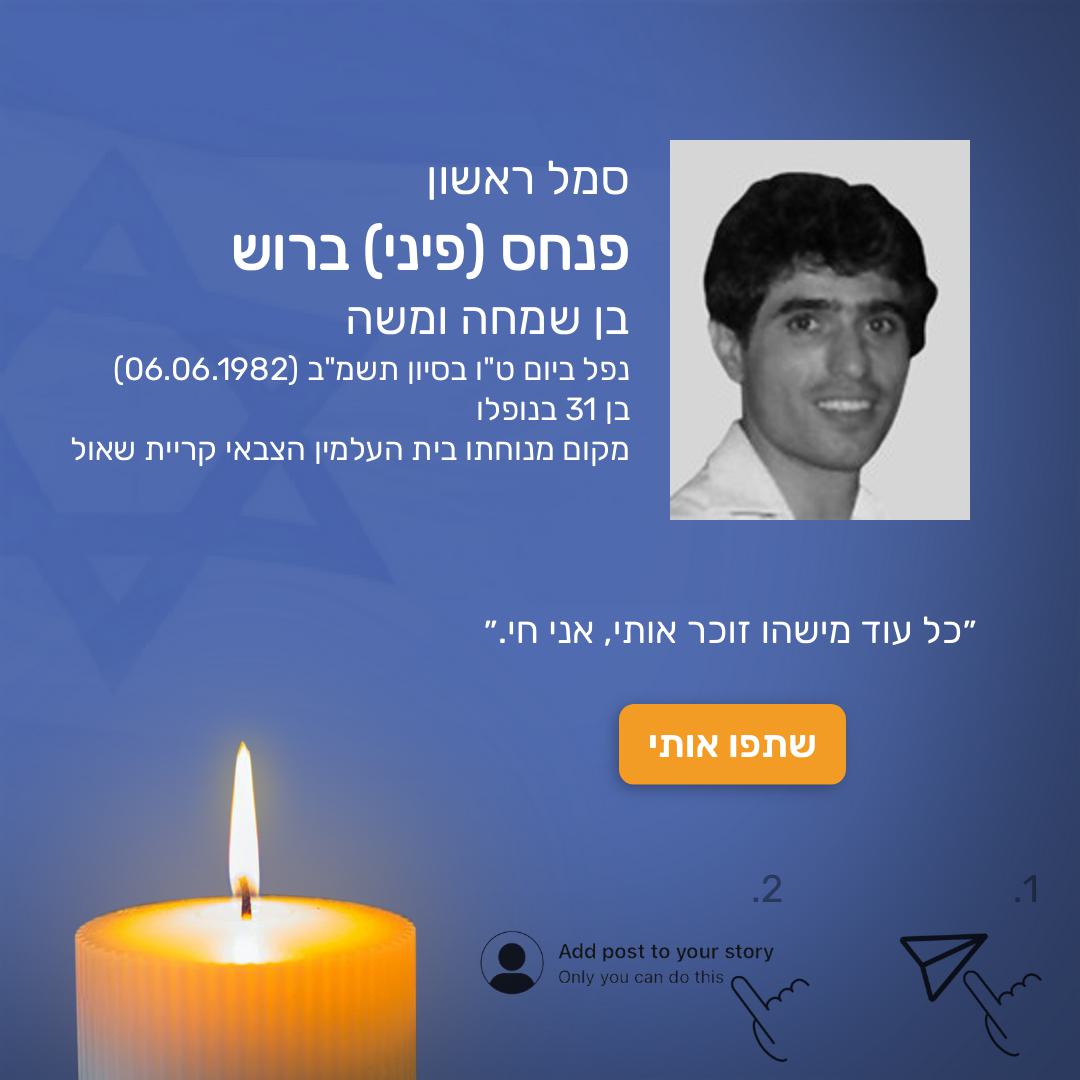 סמל ראשון
פנחס (פיני) ברוש
בן שמחה ומשה
נפל ביום ט"ו בסיון תשמ"ב (06.06.1982)
בן 31 בנופלו
מקום מנוחתו בית העלמין הצבאי קריית שאול
״כל עוד מישהו זוכר אותי, אני חי.״
שתפו אותי
.1
.2
Add post to your story
Only you can do this